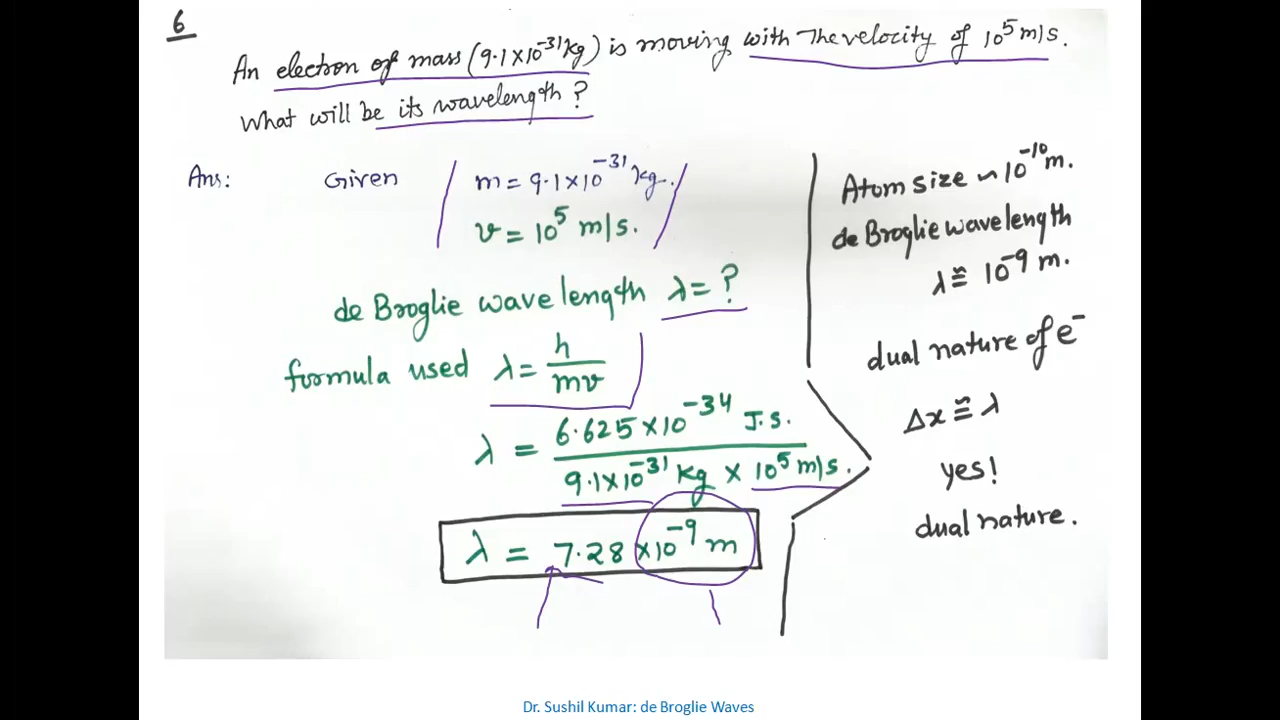 6
An electron of mass (9.1×10⁻³¹kg) is moving with the velocity of 10⁵ m/s.
What will be its wavelength?
Ans: Given m = 9.1×10⁻³¹ kg.
v = 10⁵ m/s.
de Broglie wavelength λ = ?
formula used λ = h/mv
λ = 6.625×10⁻³⁴ J.s. / 9.1×10⁻³¹ kg × 10⁵ m/s.
λ = 7.28 ×10⁻⁹ m
Atom size ~ 10⁻¹⁰ m.
de Broglie wavelength
λ ≅ 10⁻⁹ m.
dual nature of e⁻
Δx ≅ λ
yes!
dual nature.
Dr. Sushil Kumar: de Broglie Waves